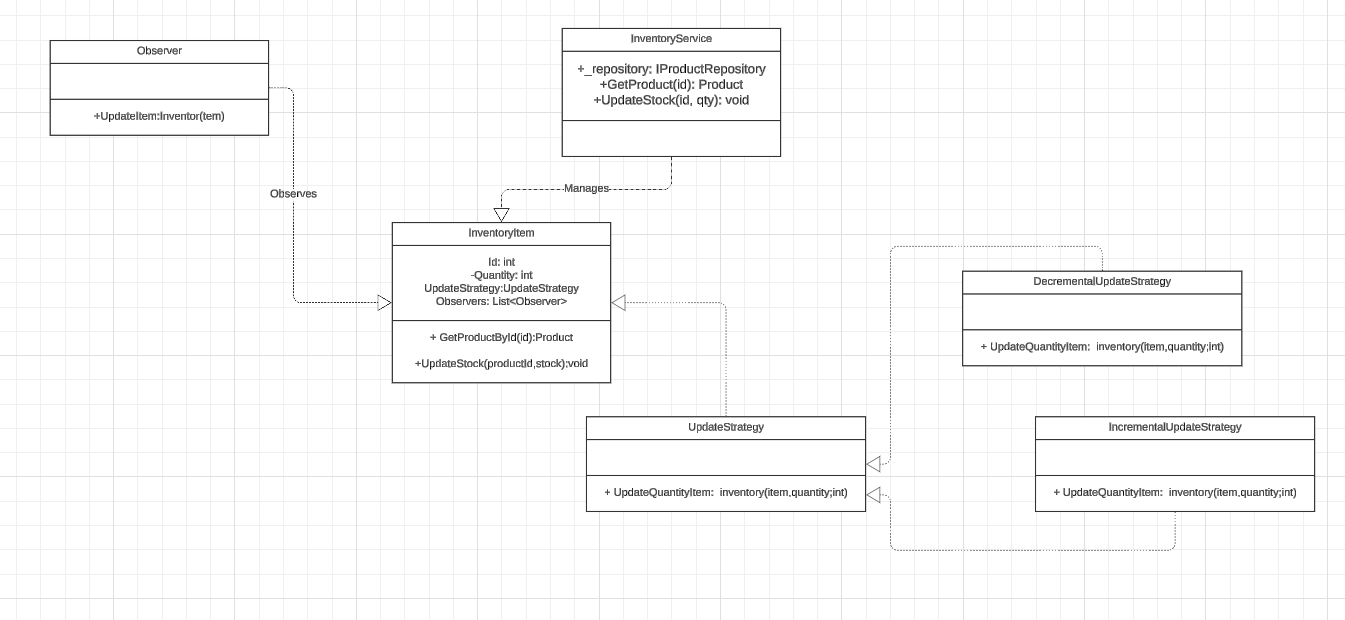 Observer
+UpdateItem:Inventor(tem)
InventoryService
+_repository: IProductRepository
+GetProduct(id): Product
+UpdateStock(id, qty): void
Manages
Observes
InventoryItem
Id: int
-Quantity: int
UpdateStrategy:UpdateStrategy
Observers: List<Observer>
+ GetProductById(id):Product
+UpdateStock(productId,stock):void
DecrementalUpdateStrategy
+ UpdateQuantityItem:  inventory(item,quantity;int)
UpdateStrategy
+ UpdateQuantityItem:  inventory(item,quantity;int)
IncrementalUpdateStrategy
+ UpdateQuantityItem:  inventory(item,quantity;int)